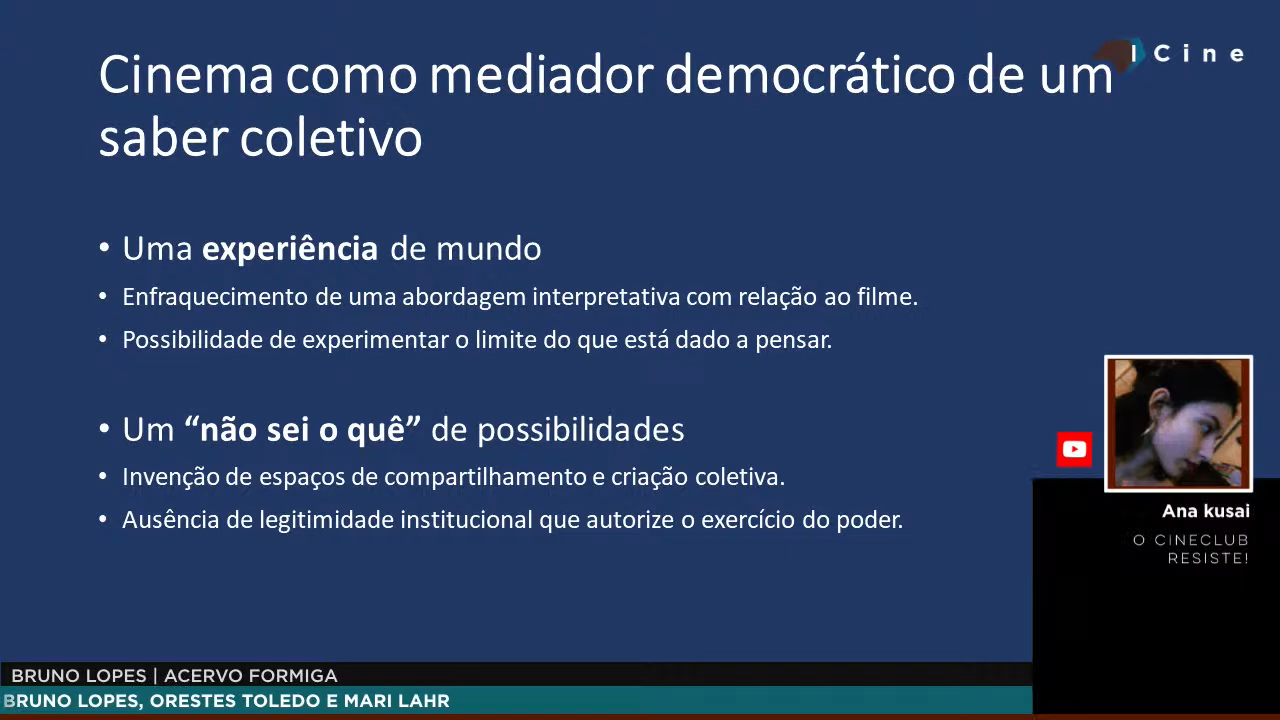 Cinema como mediador democrático de um
saber coletivo
I Cine
• Uma experiência de mundo
• Enfraquecimento de uma abordagem interpretativa com relação ao filme.
• Possibilidade de experimentar o limite do que está dado a pensar.
• Um “não sei o quê” de possibilidades
• Invenção de espaços de compartilhamento e criação coletiva.
• Ausência de legitimidade institucional que autorize o exercício do poder.
Ana kusai
O CINECLUB
RESISTE!
BRUNO LOPES | ACERVO FORMIGA
BRUNO LOPES, ORESTES TOLEDO E MARI LAHR